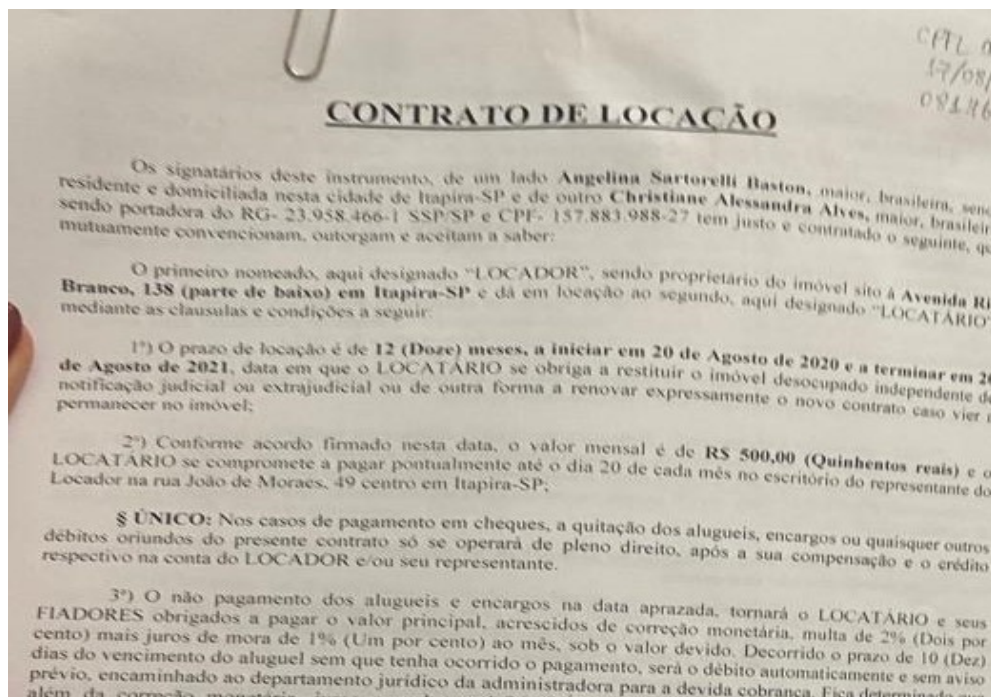 CPFL
17/08/
CONTRATO DE LOCAÇÃO
Os signatários deste instrumento, de um lado Angelina Sartorelli Baston, maior, brasileira,
residente e domiciliada nesta cidade de Itapira-SP e de outro Christiane Alessandra Alves, maior,
sendo portadora do RG- 23.958.466-1 SSP/SP e CPF- 157.883.988-27 tem justo e contratado o seguinte,
mutuamente convencionam, outorgam e aceitam a saber:
O primeiro nomeado, aqui designado “LOCADOR”, sendo proprietário do imóvel sito à Avenida
Branco, 138 (parte de baixo) em Itapira-SP e dá em locação ao segundo, aqui designado “LOCATÁRIO”
mediante as clausulas e condições a seguir:
1º) O prazo de locação é de 12 (Doze) meses, a iniciar em 20 de Agosto de 2020 e a terminar em 20
de Agosto de 2021, data em que o LOCATÁRIO se obriga a restituir o imóvel desocupado independente de
notificação judicial ou extrajudicial ou de outra forma a renovar expressamente o novo contrato caso vier
permanecer no imóvel;
2º) Conforme acordo firmado nesta data, o valor mensal é de R$ 500,00 (Quinhentos reais) e o
LOCATÁRIO se compromete a pagar pontualmente até o dia 20 de cada mês no escritório do representante do
Locador na rua João de Moraes, 49 centro em Itapira-SP;
§ ÚNICO: Nos casos de pagamento em cheques, a quitação dos alugueis, encargos ou quaisquer outros
débitos oriundos do presente contrato só se operará de pleno direito, após a sua compensação e o crédito
respectivo na conta do LOCADOR e/ou seu representante.
3º) O não pagamento dos alugueis e encargos na data aprazada, tornará o LOCATÁRIO e seus
FIADORES obrigados a pagar o valor principal, acrescidos de correção monetária, multa de 2% (Dois por
cento) mais juros de mora de 1% (Um por cento) ao mês, sob o valor devido. Decorrido o prazo de 10 (Dez)
dias do vencimento do aluguel sem que tenha ocorrido o pagamento, será o débito automaticamente e sem aviso
prévio, encaminhado ao departamento jurídico da administradora para a devida cobrança. Fica determinado
além da correção monetária,